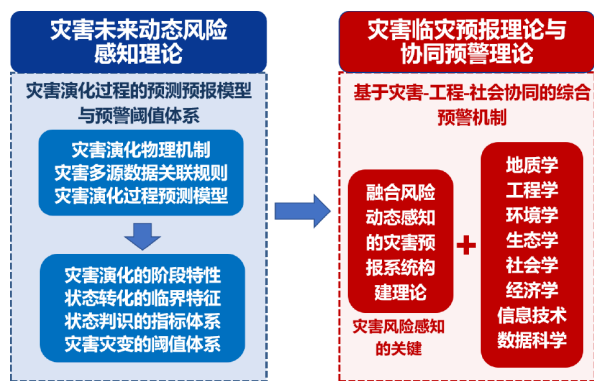 灾害未来动态风险
感知理论
灾害演化过程的预测预报模型
与预警阈值体系
灾害演化物理机制
灾害多源数据关联规则
灾害演化过程预测模型
灾害演化的阶段特性
状态转化的临界特征
状态判识的指标体系
灾害灾变的阈值体系
灾害临灾预报理论与
协同预警理论
基于灾害-工程-社会协同的综合
预警机制
融合风险
动态感知
的灾害预
报系统构
建理论
灾害风险感知
的关键
+
地质学
工程学
环境学
生态学
社会学
经济学
信息技术
数据科学